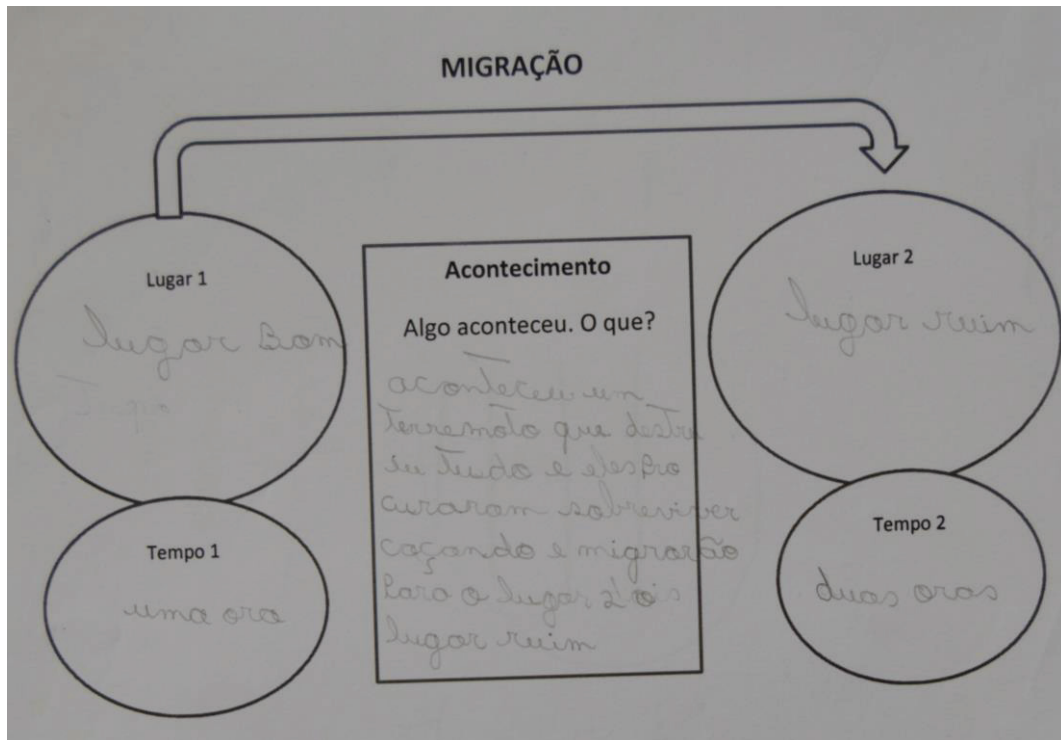 MIGRAÇÃO
Lugar 1
lugar Bom
Tempo 1
uma ora
Acontecimento
Algo aconteceu. O que?
aconteceu um
terremoto que destru
iu tudo e eles Pro
curaram sobreviver
caçando e migrarão
Para o lugar 2 o
lugar ruim
Lugar 2
lugar ruim
Tempo 2
duas oras